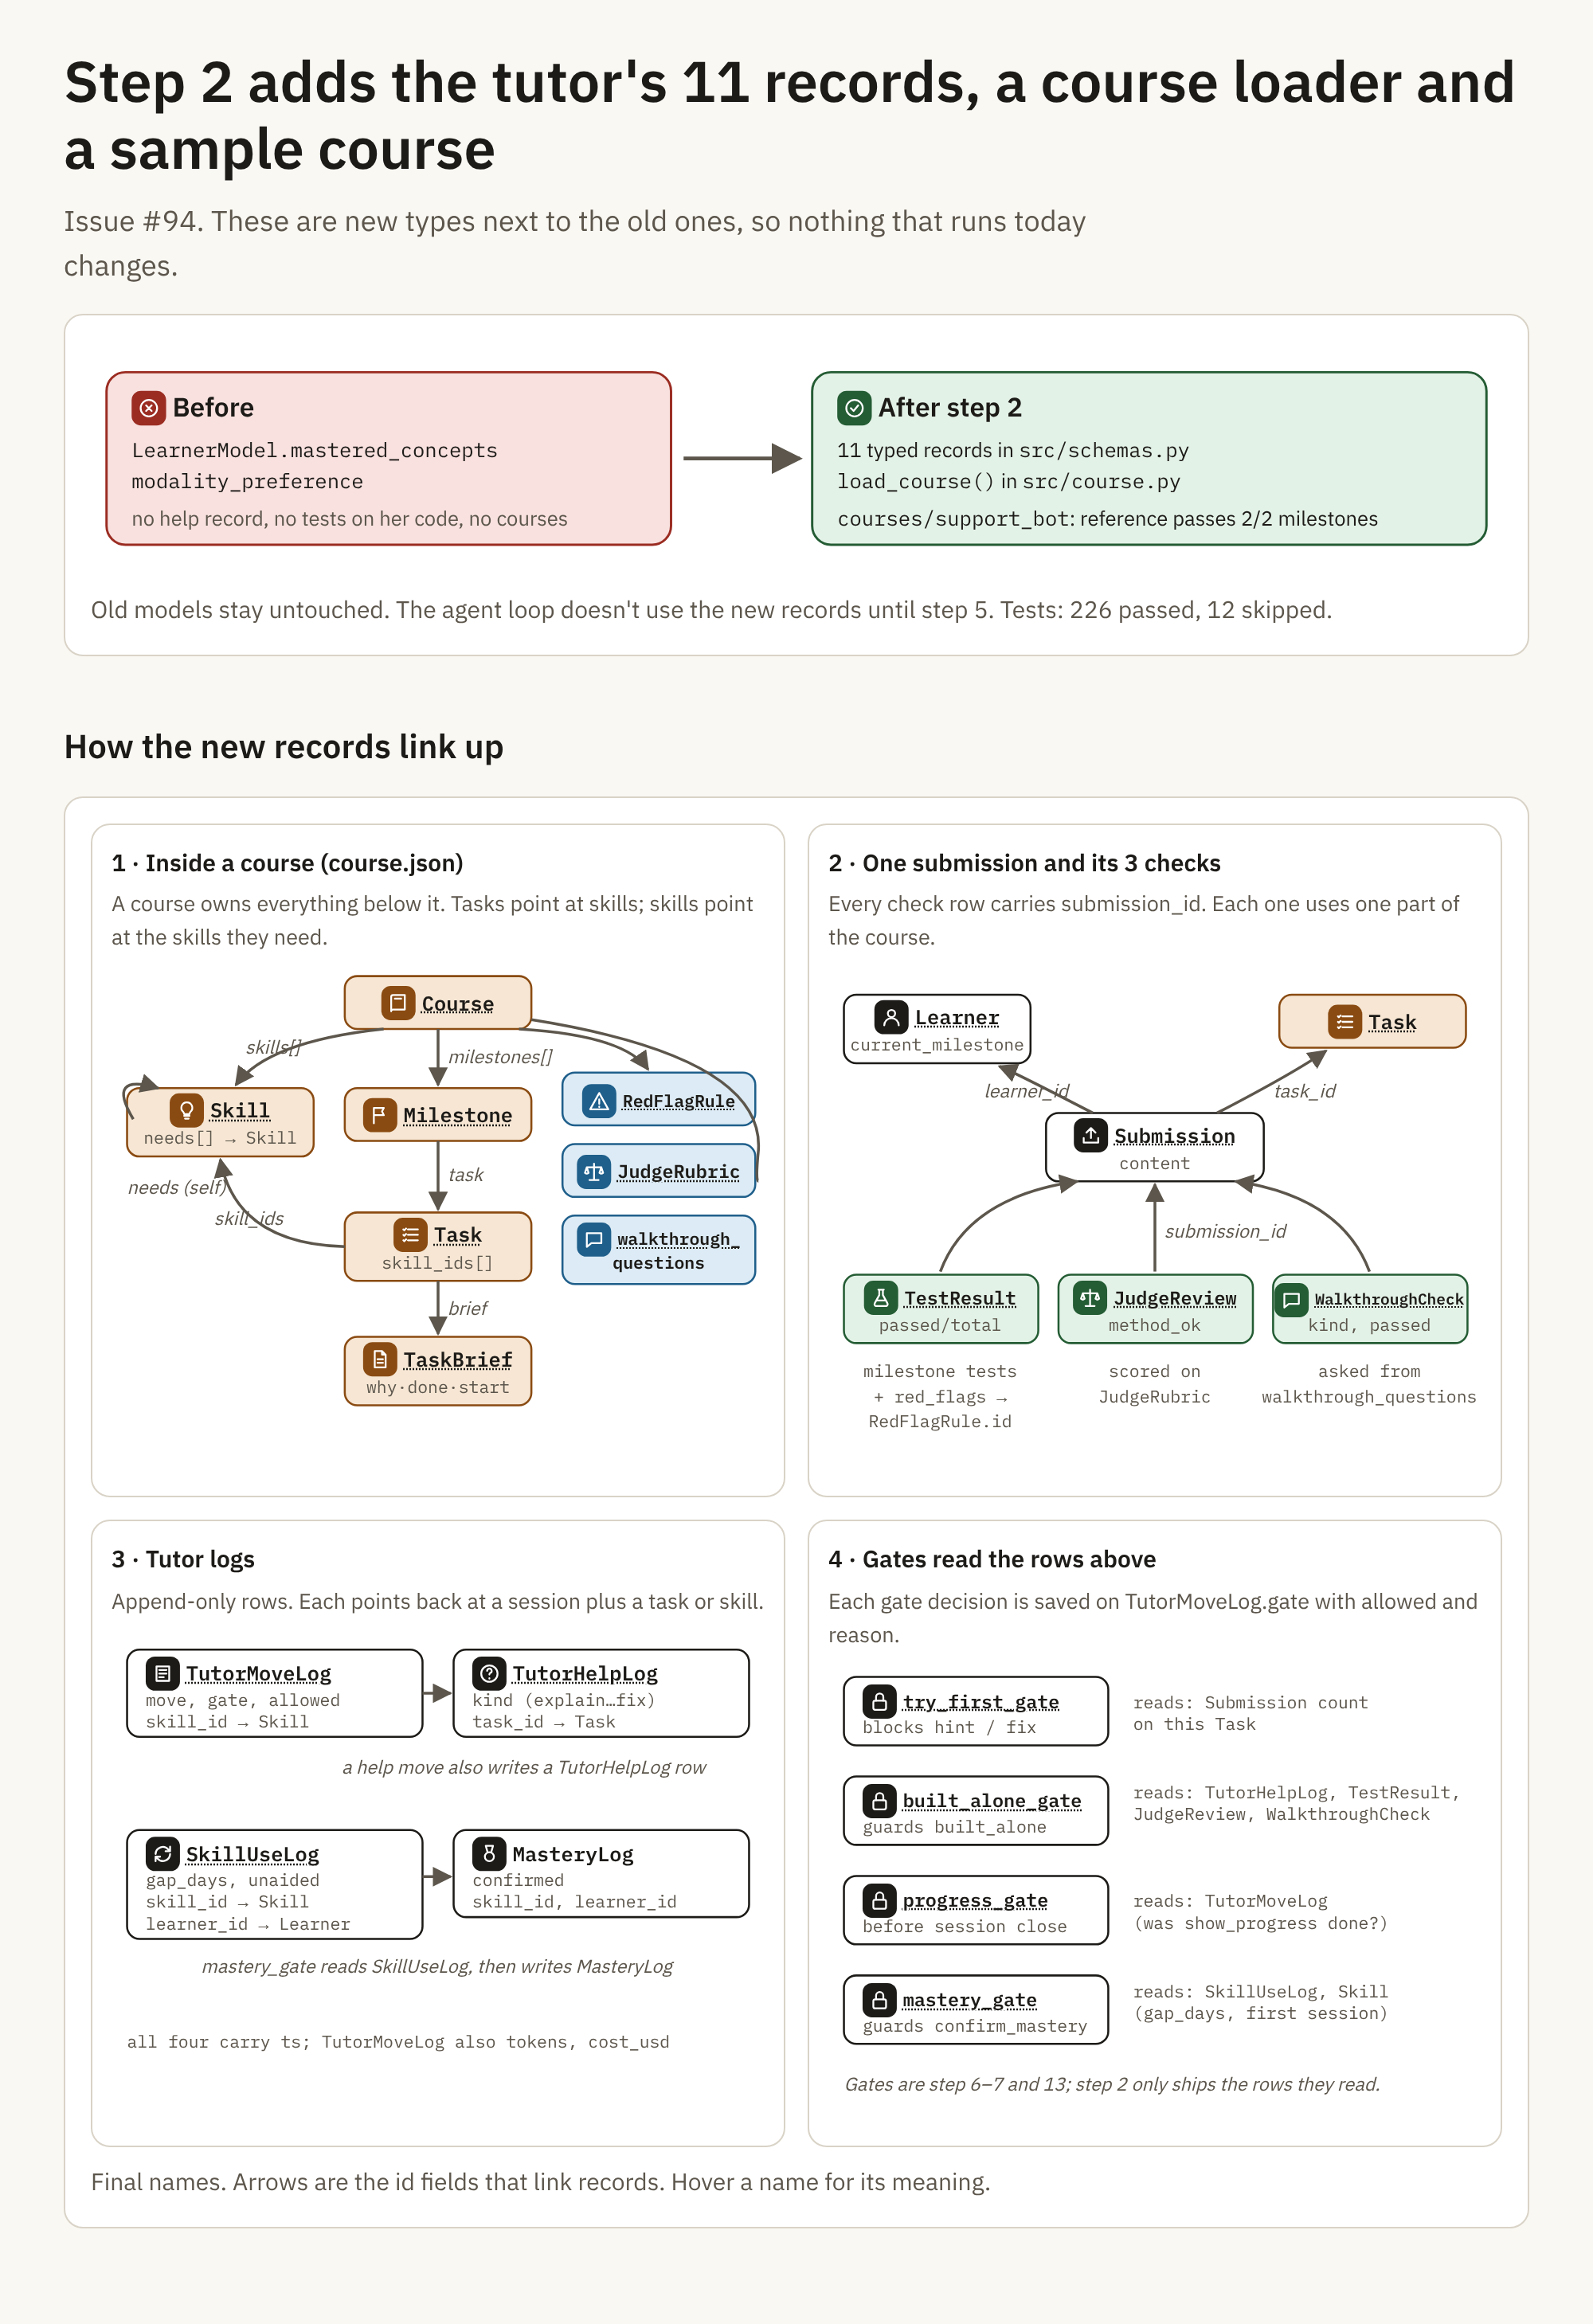 Step 2 adds the tutor's 11 records, a course loader and
a sample course
Issue #94. These are new types next to the old ones, so nothing that runs today
changes.
Before
LearnerModel.mastered_concepts
modality_preference
no help record, no tests on her code, no courses
After step 2
11 typed records in src/schemas.py
load_course() in src/course.py
courses/support_bot: reference passes 2/2 milestones
Old models stay untouched. The agent loop doesn't use the new records until step 5. Tests: 226 passed, 12 skipped.
How the new records link up
1 · Inside a course (course.json)
A course owns everything below it. Tasks point at skills; skills point
at the skills they need.
Course
skills[]
milestones[]
Skill
needs[] → Skill
Milestone
RedFlagRule
JudgeRubric
needs (self)
task
skill_ids
Task
skill_ids[]
walkthrough_
questions
brief
TaskBrief
why·done·start
2 · One submission and its 3 checks
Every check row carries submission_id. Each one uses one part of
the course.
Learner
current_milestone
Task
learner_id
task_id
Submission
content
submission_id
TestResult
passed/total
JudgeReview
method_ok
WalkthroughCheck
kind, passed
milestone tests
+ red_flags →
RedFlagRule.id
scored on
JudgeRubric
asked from
walkthrough_questions
3 · Tutor logs
Append-only rows. Each points back at a session plus a task or skill.
TutorMoveLog
move, gate, allowed
skill_id → Skill
TutorHelpLog
kind (explain…fix)
task_id → Task
a help move also writes a TutorHelpLog row
SkillUseLog
gap_days, unaided
skill_id → Skill
learner_id → Learner
MasteryLog
confirmed
skill_id, learner_id
mastery_gate reads SkillUseLog, then writes MasteryLog
all four carry ts; TutorMoveLog also tokens, cost_usd
4 · Gates read the rows above
Each gate decision is saved on TutorMoveLog.gate with allowed and
reason.
try_first_gate
blocks hint / fix
reads: Submission count
on this Task
built_alone_gate
guards built_alone
reads: TutorHelpLog, TestResult,
JudgeReview, WalkthroughCheck
progress_gate
before session close
reads: TutorMoveLog
(was show_progress done?)
mastery_gate
guards confirm_mastery
reads: SkillUseLog, Skill
(gap_days, first session)
Gates are step 6–7 and 13; step 2 only ships the rows they read.
Final names. Arrows are the id fields that link records. Hover a name for its meaning.